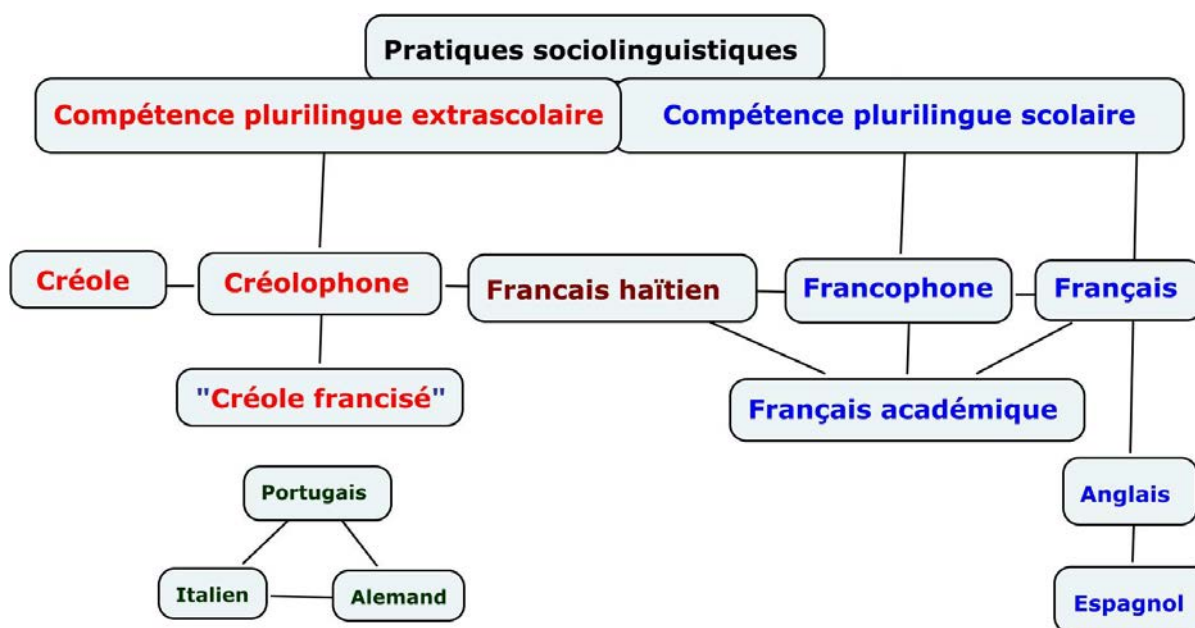 Pratiques sociolinguistiques
Compétence plurilingue extrascolaire
Compétence plurilingue scolaire
Créole
Créolophone
Francais haïtien
Francophone
Français
"Créole francisé"
Français académique
Portugais
Anglais
Italien
Alemand
Espagnol